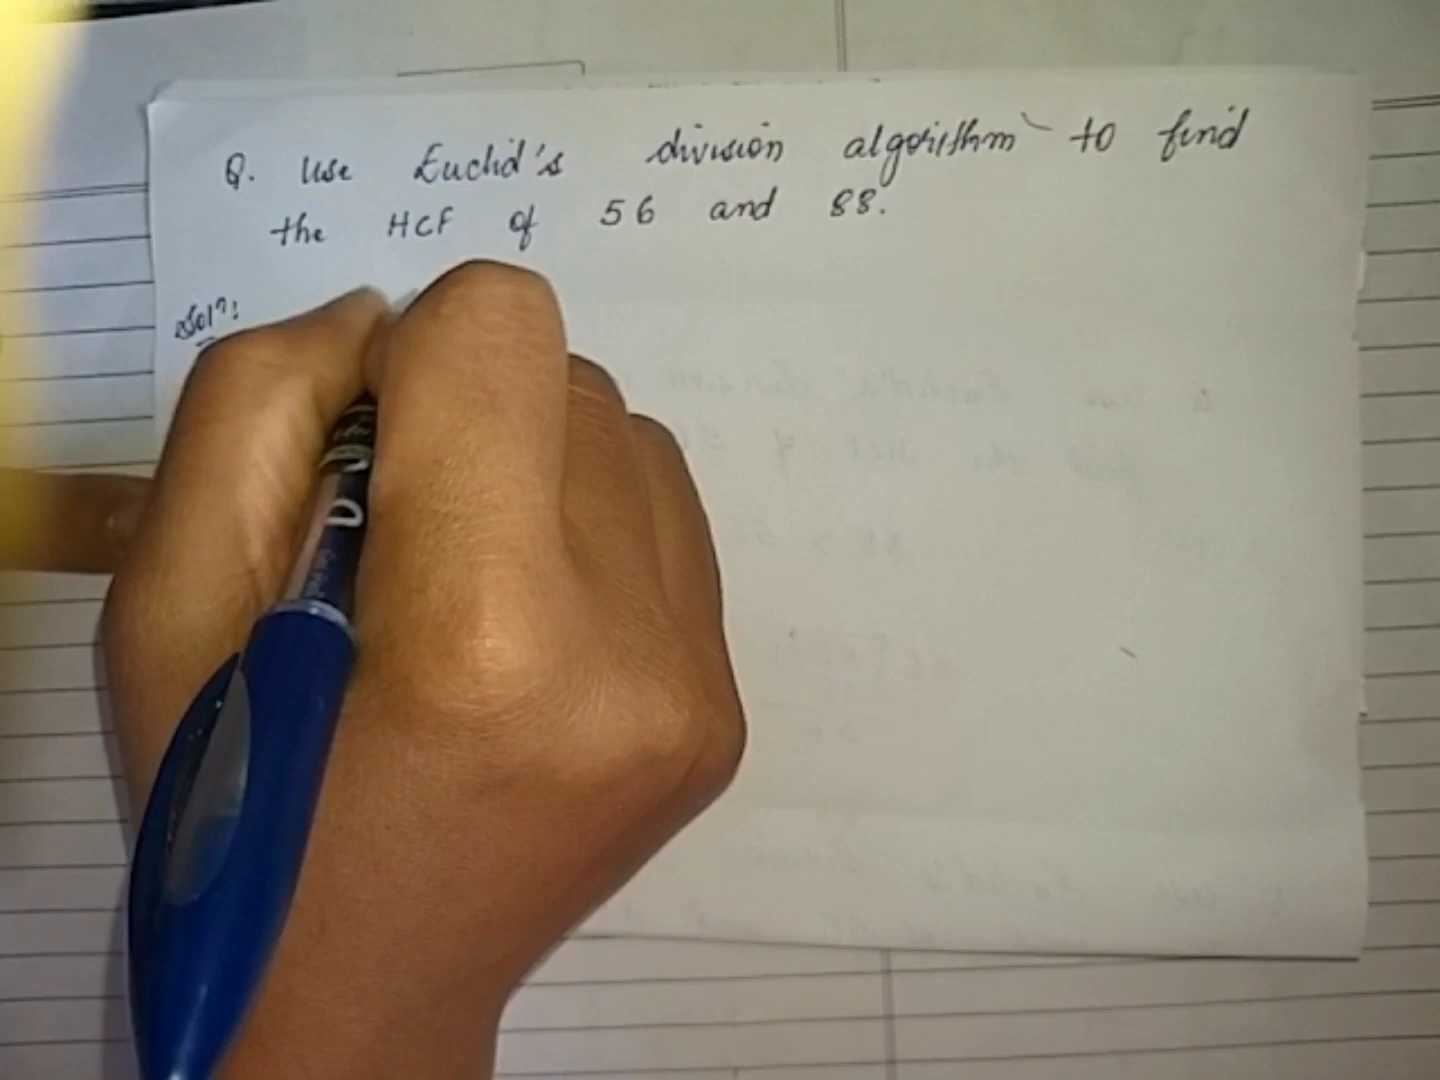 Q. Use Euclid's division algorithm to find
the HCF of 56 and 88.
Solⁿ: